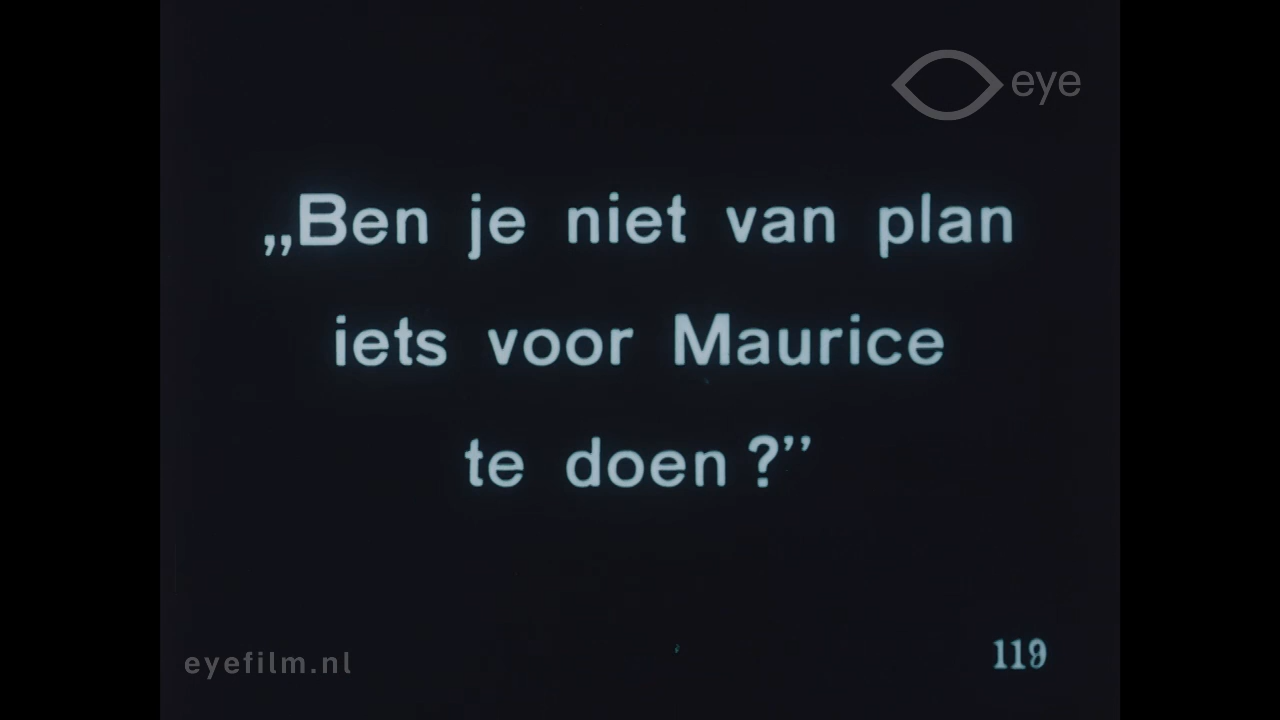 eye
„Ben je niet van plan
iets voor Maurice
te doen ?”
eyefilm.nl
119